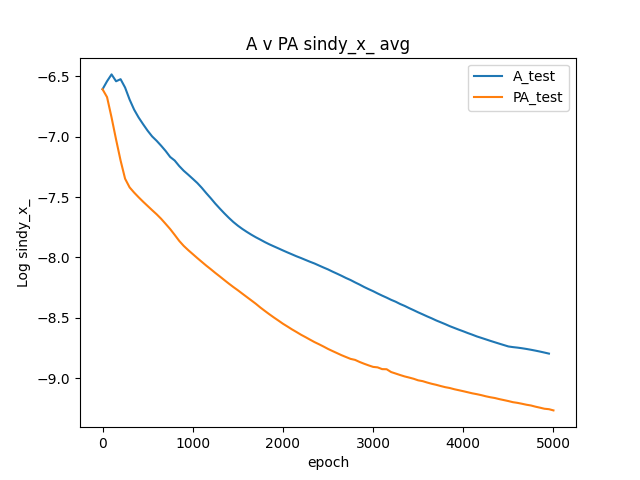 A v PA sindy_x_ avg
A_test
PA_test
−6.5
−7.0
−7.5
−8.0
−8.5
−9.0
Log sindy_x_
0 1000 2000 3000 4000 5000
epoch